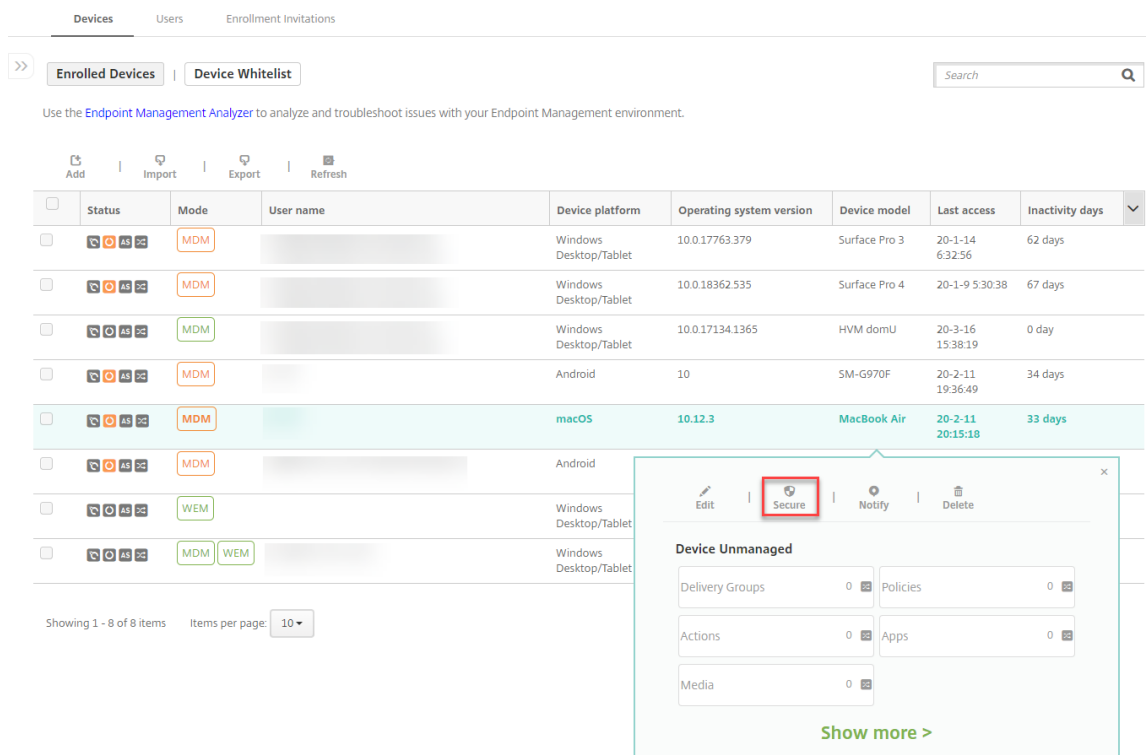 Devices Users Enrollment Invitations
Enrolled Devices | Device Whitelist Search
Use the Endpoint Management Analyzer to analyze and troubleshoot issues with your Endpoint Management environment.
Add | Import | Export | Refresh
Status Mode User name Device platform Operating system version Device model Last access Inactivity days
AS MDM Windows 10.0.17763.379 Surface Pro 3 20-1-14 62 days
Desktop/Tablet 6:32:56
AS MDM Windows 10.0.18362.535 Surface Pro 4 20-1-9 5:30:38 67 days
Desktop/Tablet
AS MDM Windows 10.0.17134.1365 HVM domU 20-3-16 0 day
Desktop/Tablet 15:38:19
AS MDM Android 10 SM-G970F 20-2-11 34 days
19:36:49
AS MDM macOS 10.12.3 MacBook Air 20-2-11 33 days
20:15:18
AS MDM Android
AS WEM Windows
Desktop/Tablet
AS MDM WEM Windows
Desktop/Tablet
Edit | Secure | Notify | Delete
Device Unmanaged
Delivery Groups 0 Policies 0
Actions 0 Apps 0
Media 0
Show more >
Showing 1 - 8 of 8 items Items per page: 10